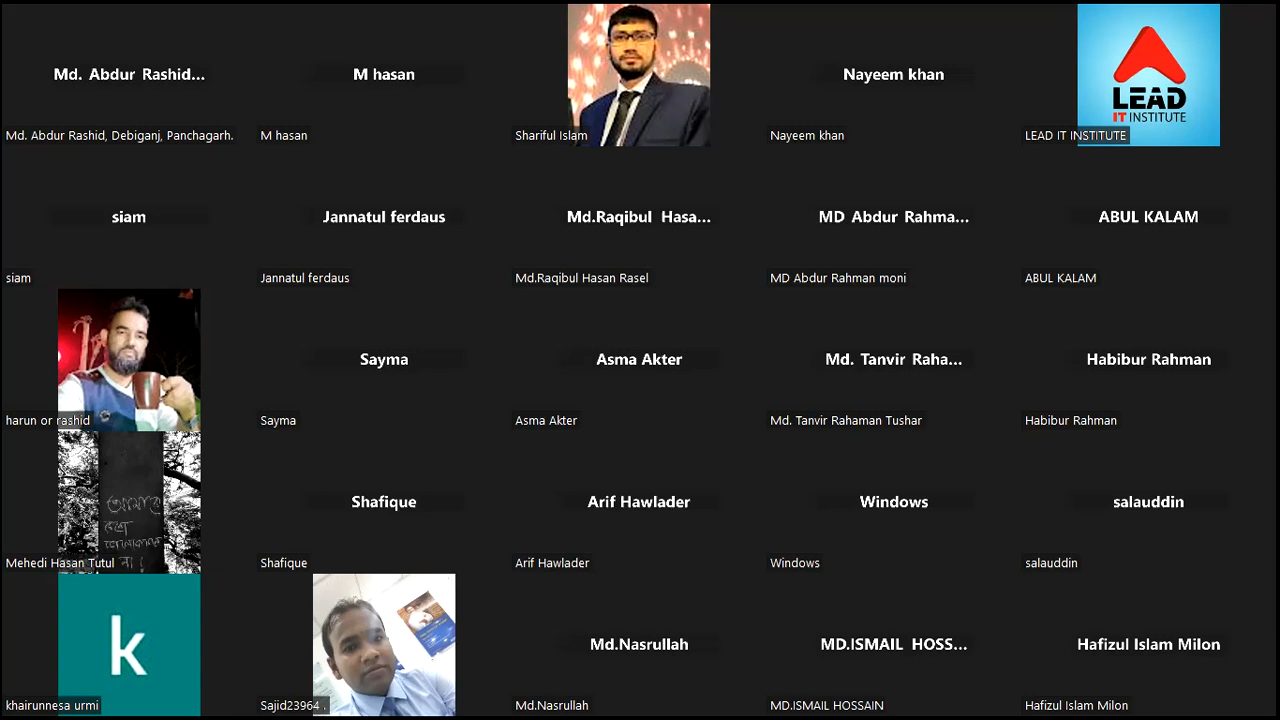 Md. Abdur Rashid...
M hasan
Nayeem khan
LEAD
IT INSTITUTE
Md. Abdur Rashid, Debiganj, Panchagarh.
M hasan
Shariful Islam
Nayeem khan
LEAD IT INSTITUTE
siam
Jannatul ferdaus
Md.Raqibul Hasa...
MD Abdur Rahma...
ABUL KALAM
siam
Jannatul ferdaus
Md.Raqibul Hasan Rasel
MD Abdur Rahman moni
ABUL KALAM
Sayma
Asma Akter
Md. Tanvir Raha...
Habibur Rahman
harun or rashid
Sayma
Asma Akter
Md. Tanvir Rahaman Tushar
Habibur Rahman
Shafique
Arif Hawlader
Windows
salauddin
আমাকে
কেউ
ভালোবাসে
না!
Mehedi Hasan Tutul
Shafique
Arif Hawlader
Windows
salauddin
k
Md.Nasrullah
MD.ISMAIL HOSS...
Hafizul Islam Milon
khairunnesa urmi
Sajid23964 .
Md.Nasrullah
MD.ISMAIL HOSSAIN
Hafizul Islam Milon